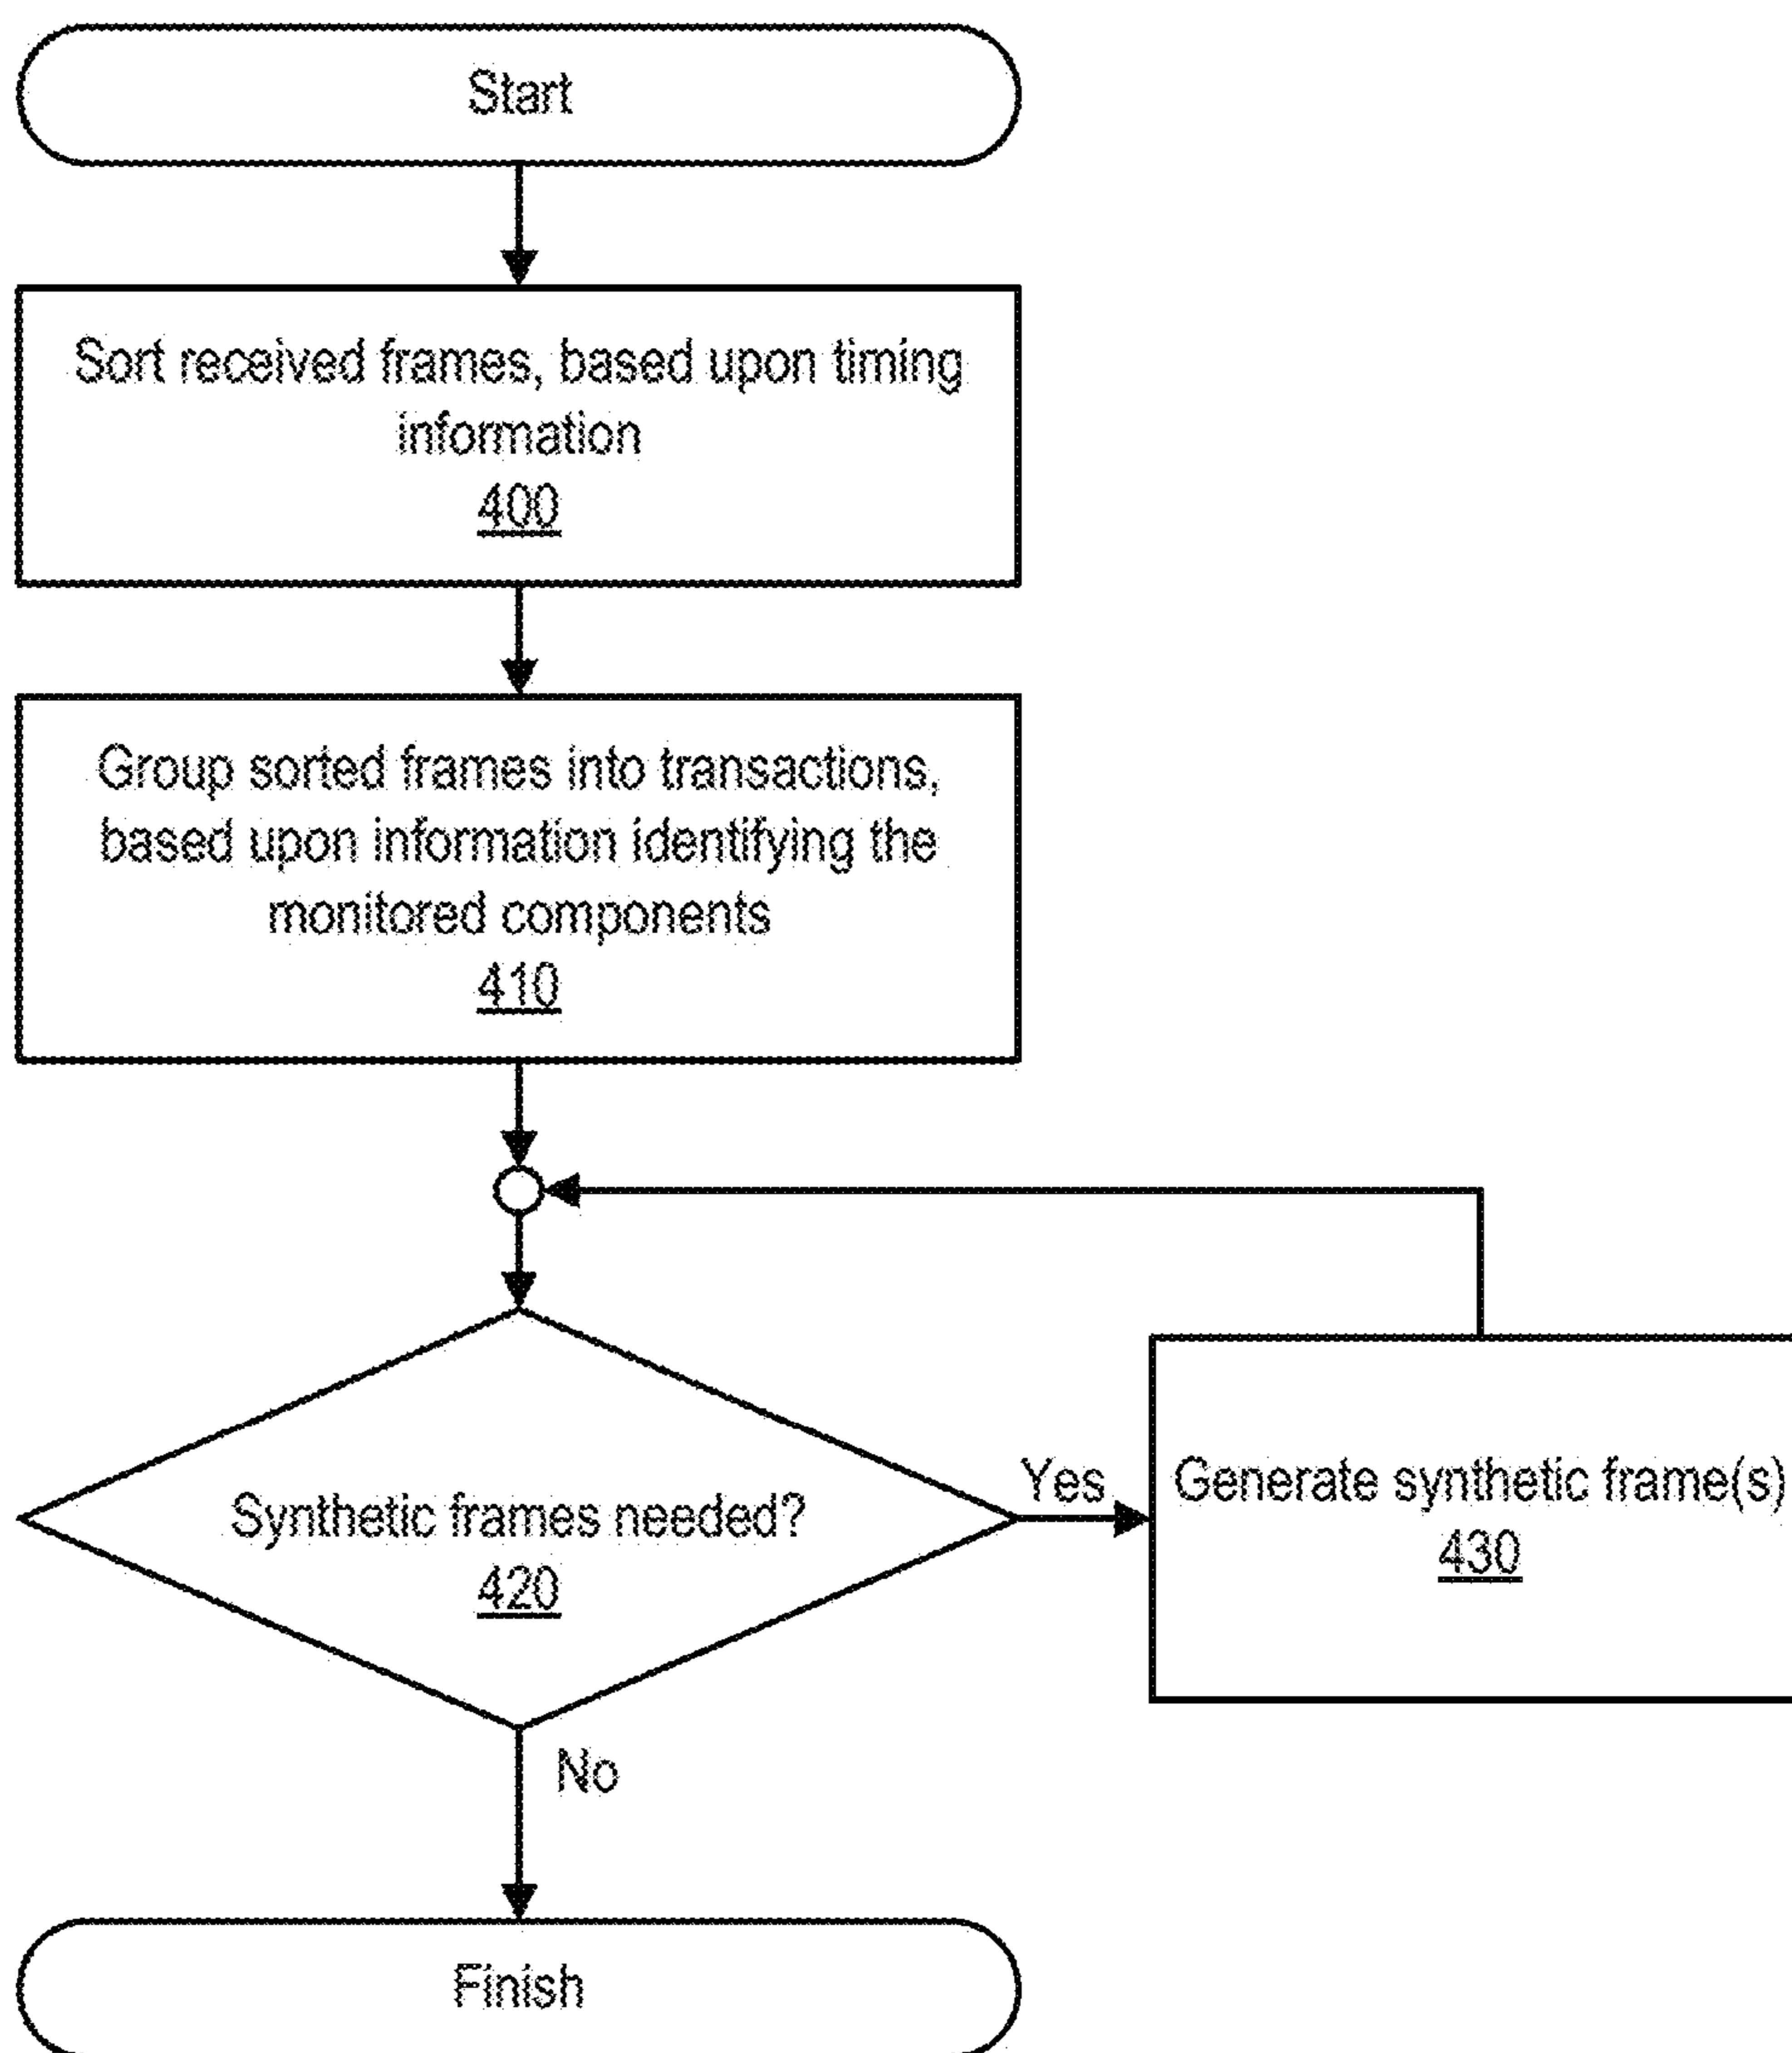 Start
Sort received frames, based upon timing
information
400
Group sorted frames into transactions,
based upon information identifying the
monitored components
410
Synthetic frames needed?
420
Yes
Generate synthetic frame(s)
430
No
Finish